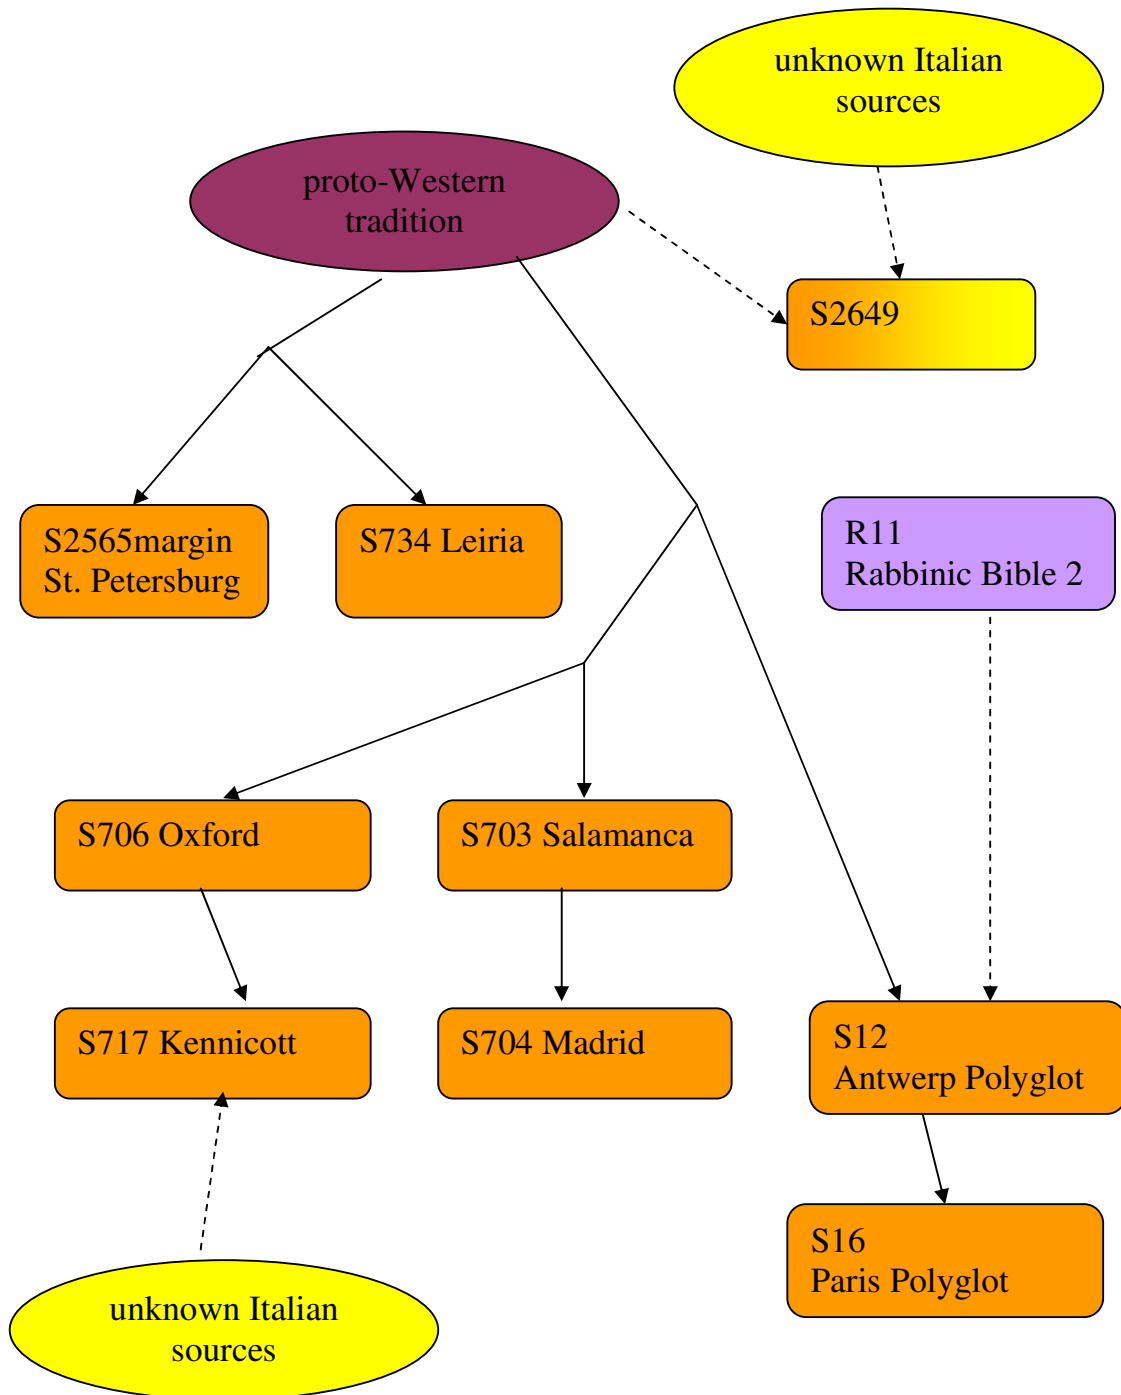 unknown Italian
sources
proto-Western
tradition
S2649
S2565margin
St. Petersburg
S734 Leiria
R11
Rabbinic Bible 2
S706 Oxford
S703 Salamanca
S717 Kennicott
S704 Madrid
S12
Antwerp Polyglot
S16
Paris Polyglot
unknown Italian
sources